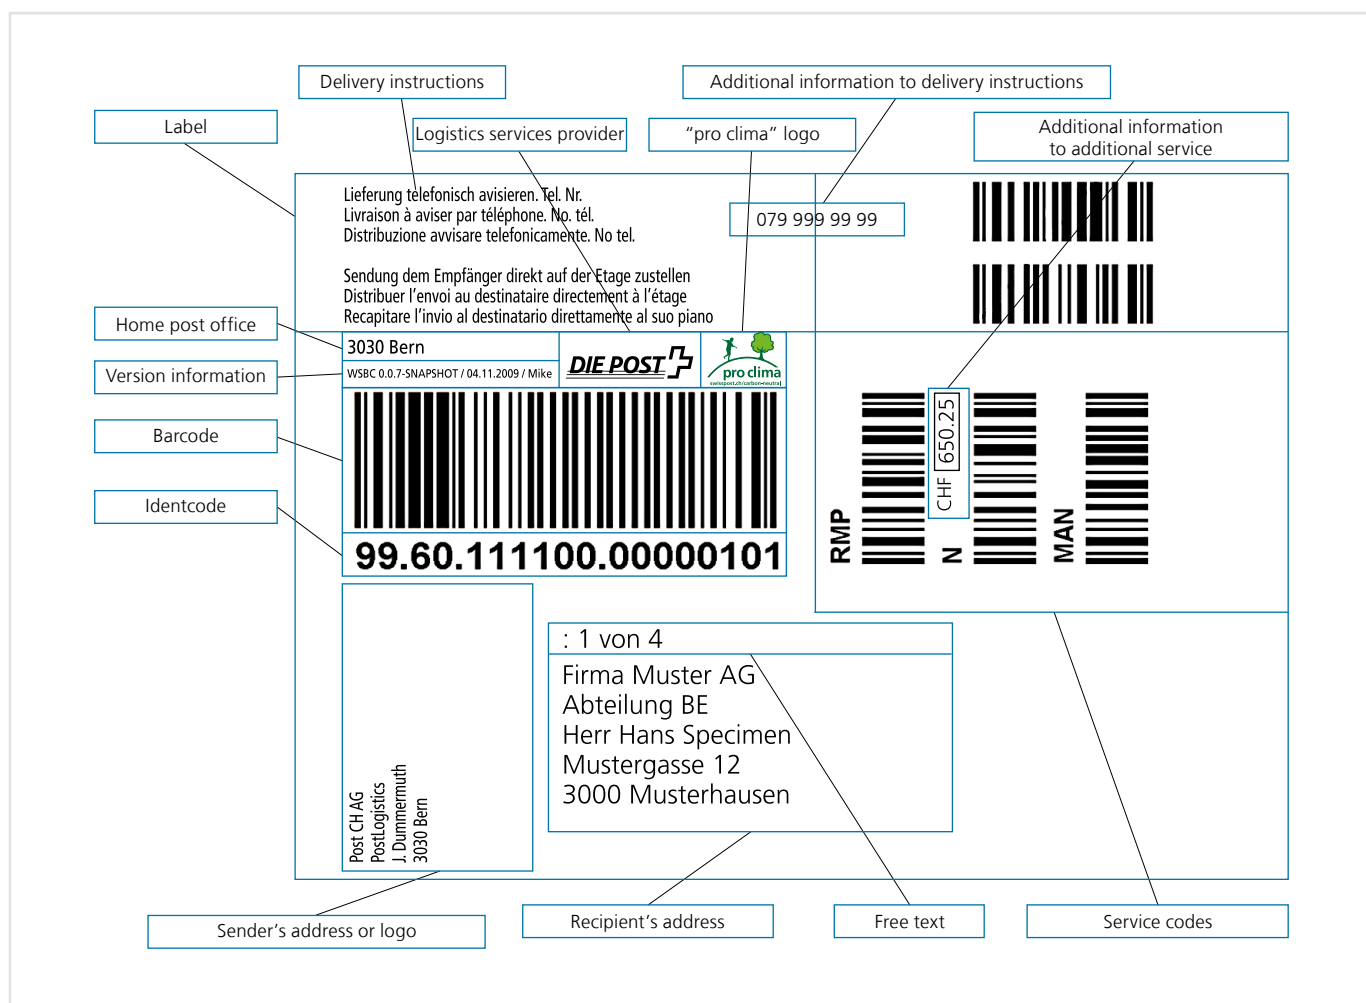 Delivery instructions
Additional information to delivery instructions
Label
Logistics services provider
“pro clima” logo
Additional information
to additional service
Lieferung telefonisch avisieren. Tel. Nr.
Livraison à aviser par téléphone. No. tél.
Distribuzione avvisare telefonicamente. No tel.
079 999 99 99
Sendung dem Empfänger direkt auf der Etage zustellen
Distribuer l’envoi au destinataire directement à l’étage
Recapitare l’invio al destinatario direttamente al suo piano
Home post office
3030 Bern
Version information
WSBC 0.0.7-SNAPSHOT / 04.11.2009 / Mike
DIE POST
pro clima
swisspost.ch/carbon-neutral
Barcode
Identcode
99.60.111100.00000101
RMP
CHF 650.25
N
MAN
: 1 von 4
Firma Muster AG
Abteilung BE
Herr Hans Specimen
Mustergasse 12
3000 Musterhausen
Post CH AG
PostLogistics
J. Dummermuth
3030 Bern
Sender’s address or logo
Recipient’s address
Free text
Service codes